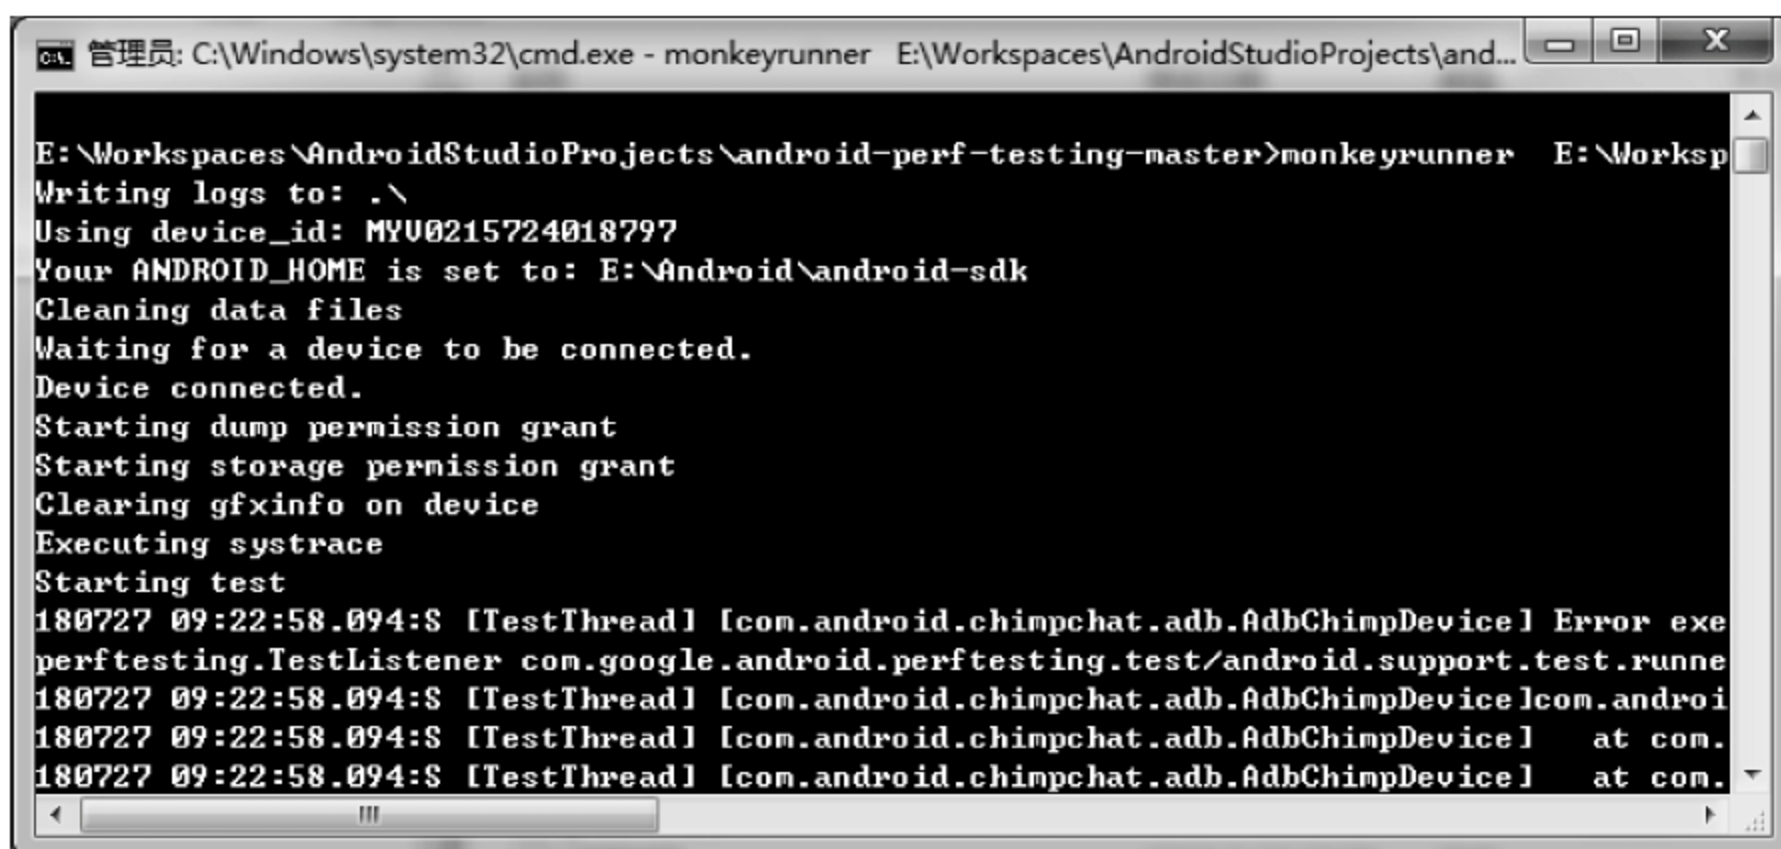 管理员: C:\Windows\system32\cmd.exe - monkeyrunner E:\Workspaces\AndroidStudioProjects\and...
E:\Workspaces\AndroidStudioProjects\android-perf-testing-master>monkeyrunner E:\Worksp
Writing logs to: .\
Using device_id: MYV0215724018797
Your ANDROID_HOME is set to: E:\Android\android-sdk
Cleaning data files
Waiting for a device to be connected.
Device connected.
Starting dump permission grant
Starting storage permission grant
Clearing gfxinfo on device
Executing systrace
Starting test
180727 09:22:58.094:S [TestThread] [com.android.chimpchat.adb.AdbChimpDevice] Error exe
perftesting.TestListener com.google.android.perftesting.test/android.support.test.runne
180727 09:22:58.094:S [TestThread] [com.android.chimpchat.adb.AdbChimpDevice]com.androi
180727 09:22:58.094:S [TestThread] [com.android.chimpchat.adb.AdbChimpDevice] at com.
180727 09:22:58.094:S [TestThread] [com.android.chimpchat.adb.AdbChimpDevice] at com.